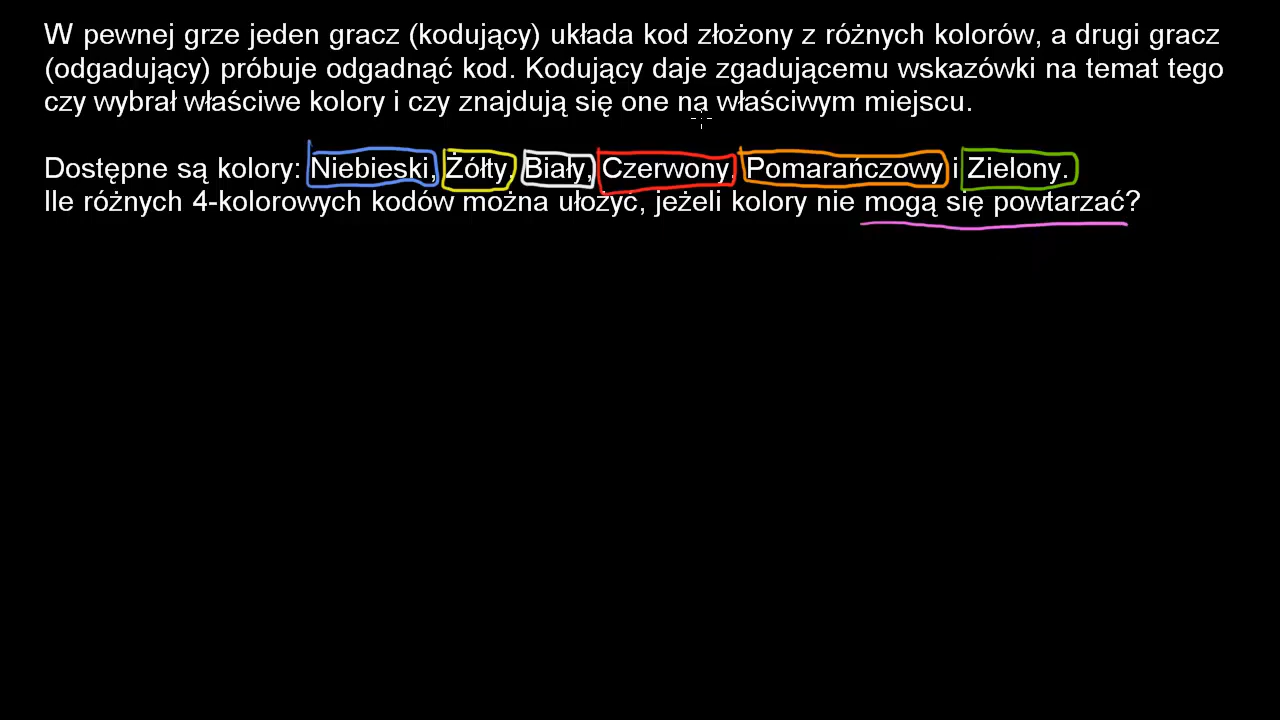 W pewnej grze jeden gracz (kodujący) układa kod złożony z różnych kolorów, a drugi gracz
(odgadujący) próbuje odgadnąć kod. Kodujący daje zgadującemu wskazówki na temat tego
czy wybrał właściwe kolory i czy znajdują się one na właściwym miejscu.
Dostępne są kolory: Niebieski, Żółty, Biały, Czerwony, Pomarańczowy i Zielony.
Ile różnych 4-kolorowych kodów można ułożyć, jeżeli kolory nie mogą się powtarzać?